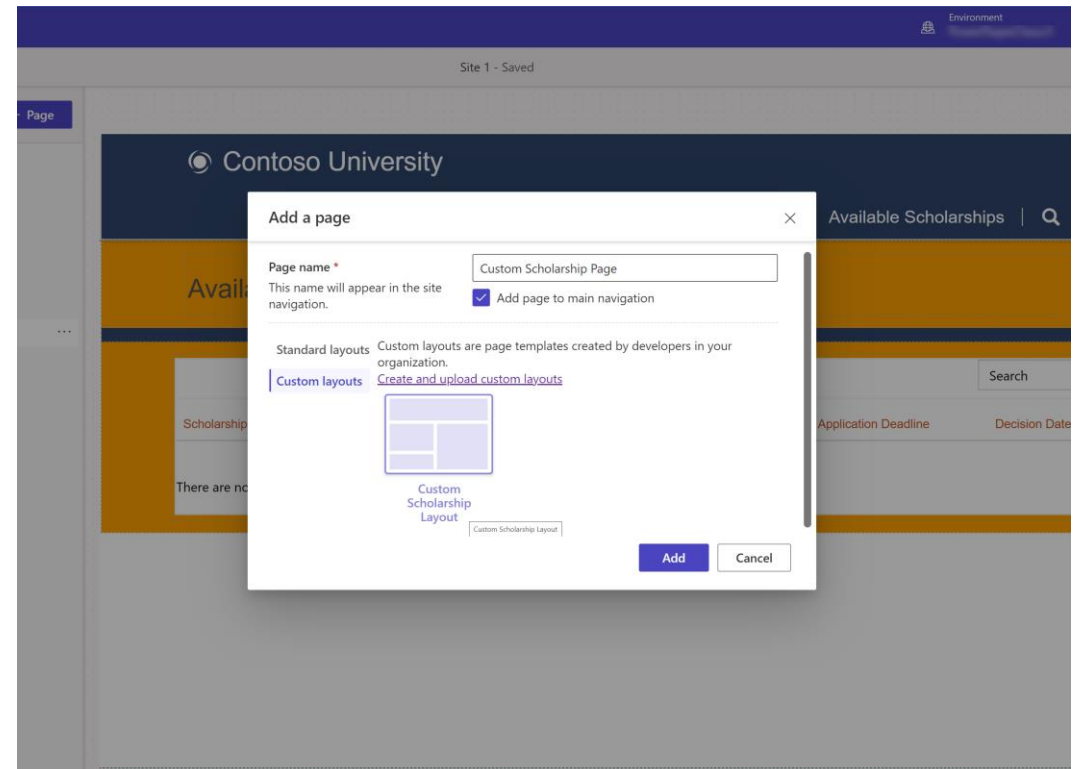 Environment
Site 1 - Saved
Page
Contoso University
Available Scholarships
Add a page
Page name *
This name will appear in the site
navigation.
Custom Scholarship Page
Add page to main navigation
Avail
Standard layouts
Custom layouts
Custom layouts are page templates created by developers in your
organization.
Create and upload custom layouts
Search
Scholarship
Application Deadline
Decision Date
There are no
Custom
Scholarship
Layout
Custom Scholarship Layout
Add
Cancel